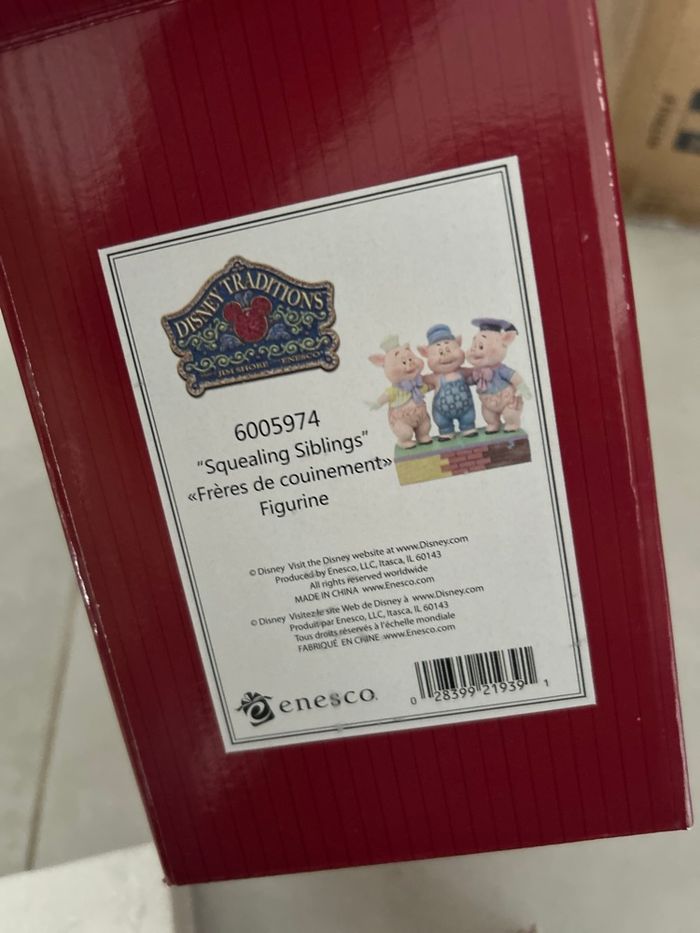 DISNEY TRADITIONS
JIM SHORE ENESCO
6005974
"Squealing Siblings"
«Frères de couinement»
Figurine
© Disney Visit the Disney website at www.Disney.com
Produced by Enesco, LLC, Itasca, IL 60143
All rights reserved worldwide
MADE IN CHINA www.Enesco.com
© Disney Visitez le site Web de Disney à www.Disney.com
Produit par Enesco, LLC, Itasca, IL 60143
Tous droits réservés à l'échelle mondiale
FABRIQUÉ EN CHINE www.Enesco.com
enesco.
0 28399 21939 1